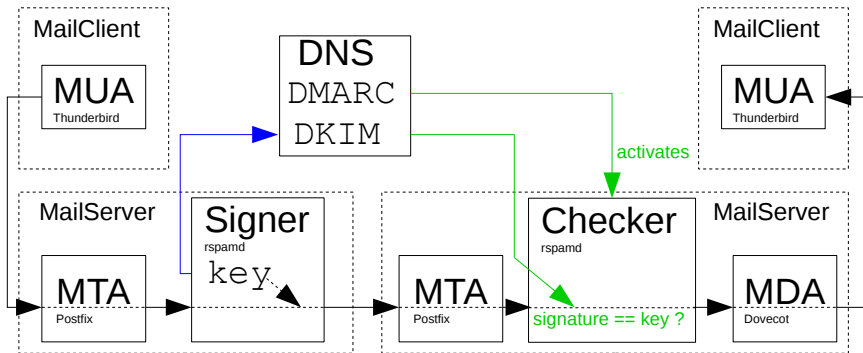 MailClient
MUA
Thunderbird
DNS
DMARC
DKIM
MailClient
MUA
Thunderbird
activates
MailServer
Signer
rspamd
key
MTA
Postfix
MTA
Postfix
Checker
rspamd
signature == key ?
MailServer
MDA
Dovecot